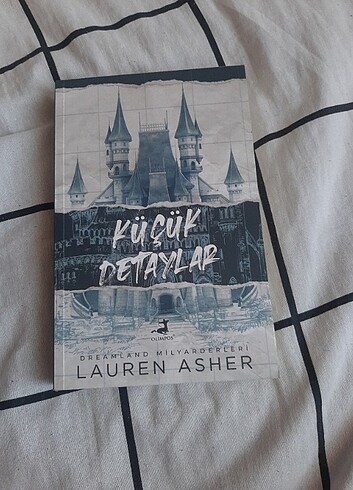 KÜÇÜK
DETAYLAR
OLIMPOS
DREAMLAND MİLYARDERLERİ
LAUREN ASHER